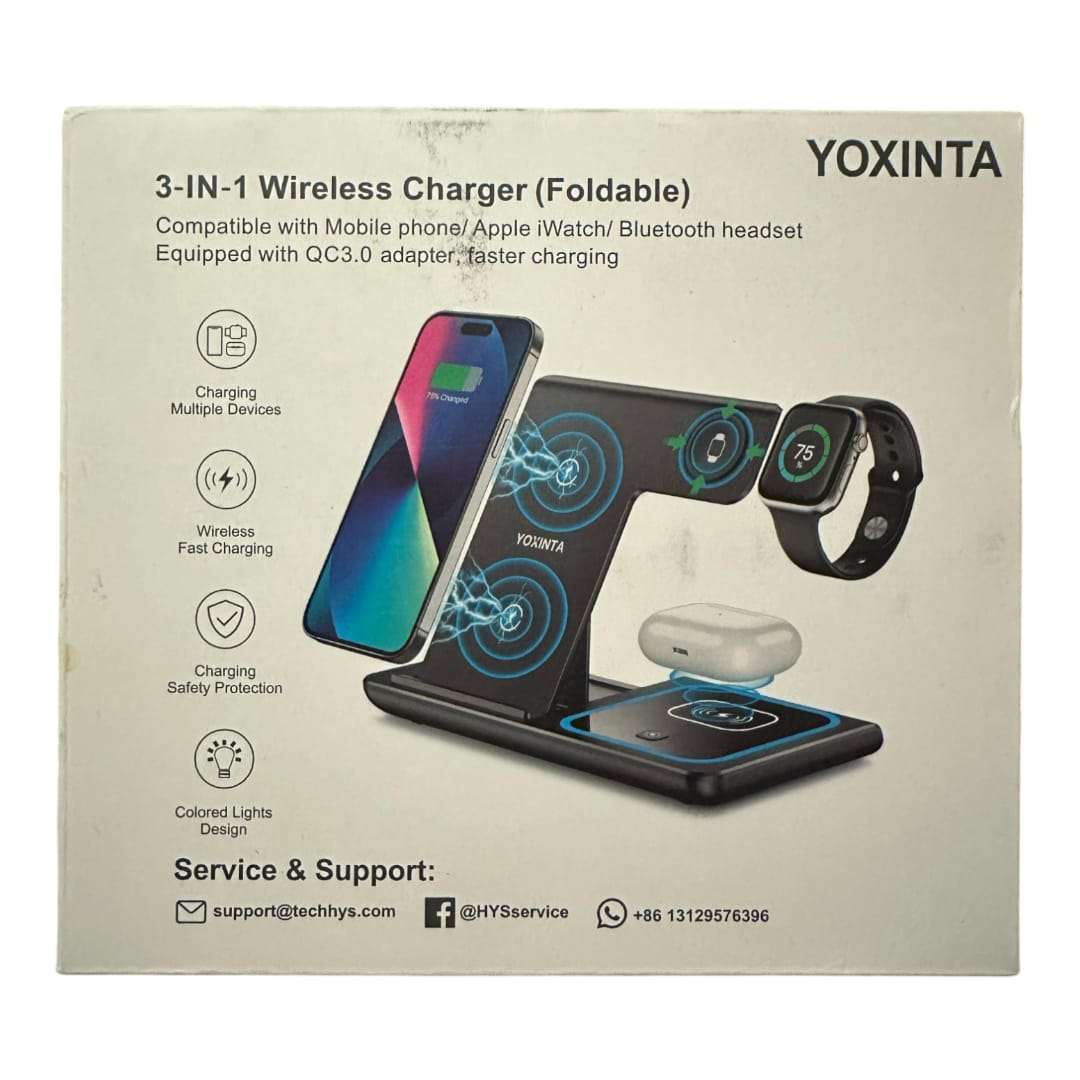 YOXINTA
3-IN-1 Wireless Charger (Foldable)
Compatible with Mobile phone/ Apple iWatch/ Bluetooth headset
Equipped with QC3.0 adapter, faster charging
Charging
Multiple Devices
Wireless
Fast Charging
Charging
Safety Protection
Colored Lights
Design
75% Charged
YOXINTA
75
%
Service & Support:
support@techhys.com
@HYSservice
+86 13129576396